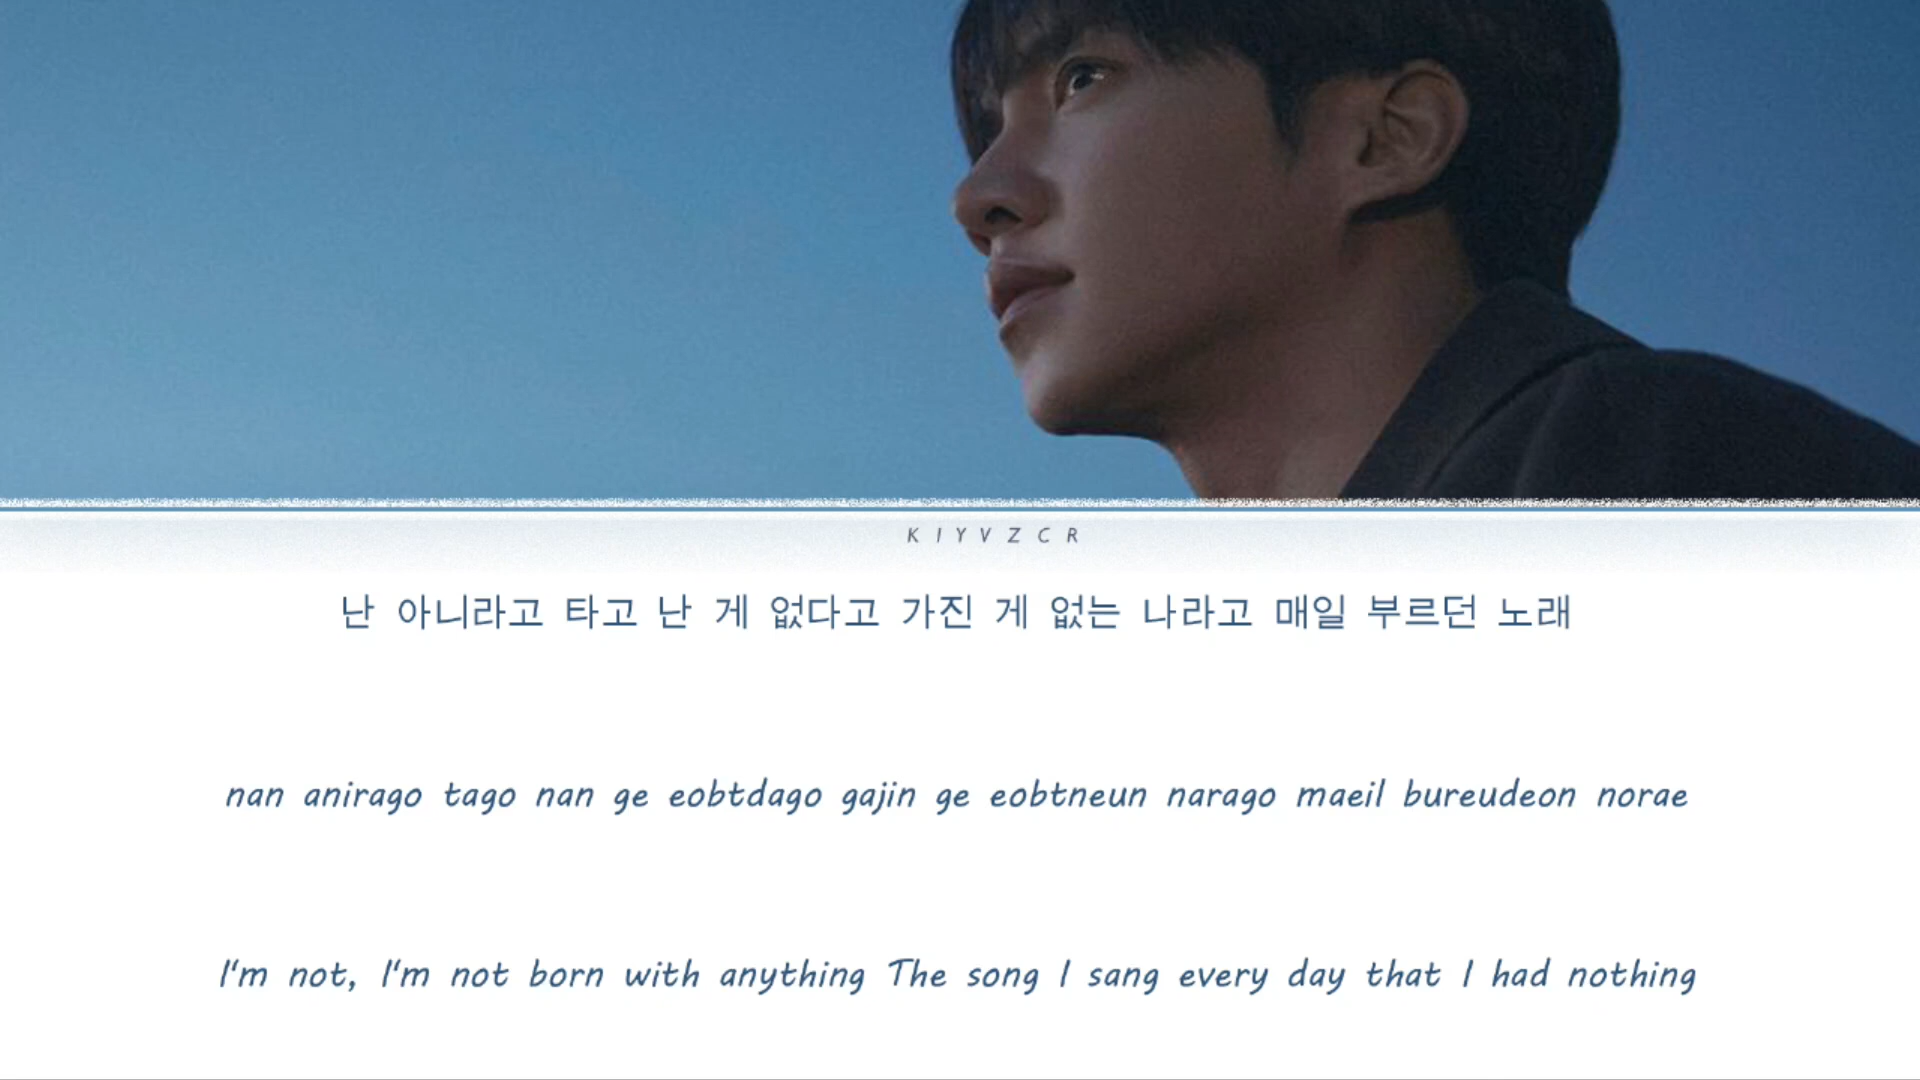 KIYVZCR
난 아니라고 타고 난 게 없다고 가진 게 없는 나라고 매일 부르던 노래
nan anirago tago nan ge eobtdago gajin ge eobtneun narago maeil bureudeon norae
I'm not, I'm not born with anything The song I sang every day that I had nothing